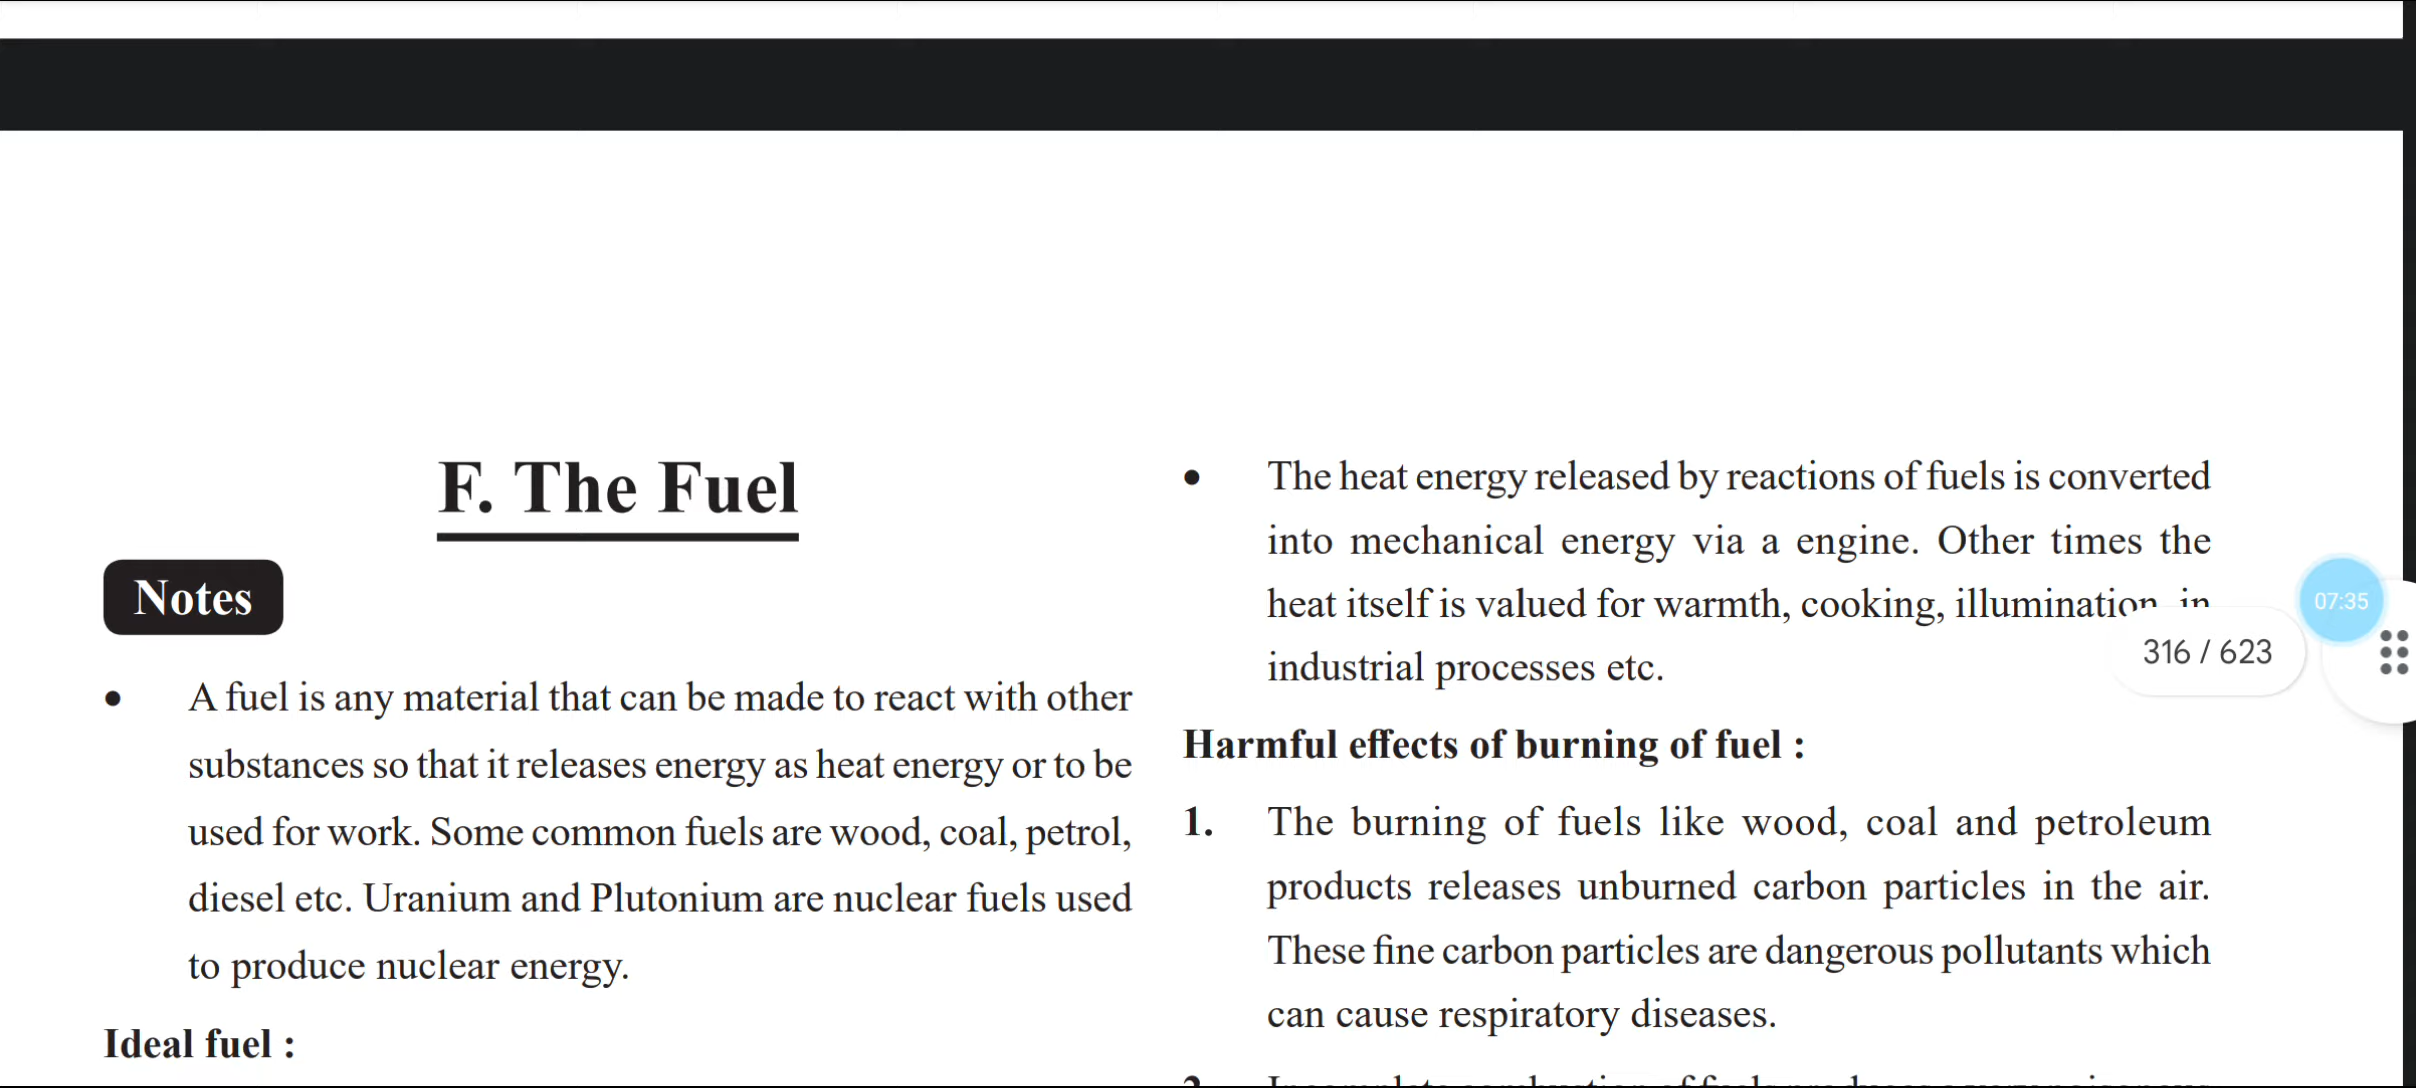 F. The Fuel
Notes
• A fuel is any material that can be made to react with other
substances so that it releases energy as heat energy or to be
used for work. Some common fuels are wood, coal, petrol,
diesel etc. Uranium and Plutonium are nuclear fuels used
to produce nuclear energy.
Ideal fuel :
• The heat energy released by reactions of fuels is converted
into mechanical energy via a engine. Other times the
heat itself is valued for warmth, cooking, illumination, in
industrial processes etc.
Harmful effects of burning of fuel :
1. The burning of fuels like wood, coal and petroleum
products releases unburned carbon particles in the air.
These fine carbon particles are dangerous pollutants which
can cause respiratory diseases.
07:35
316 / 623